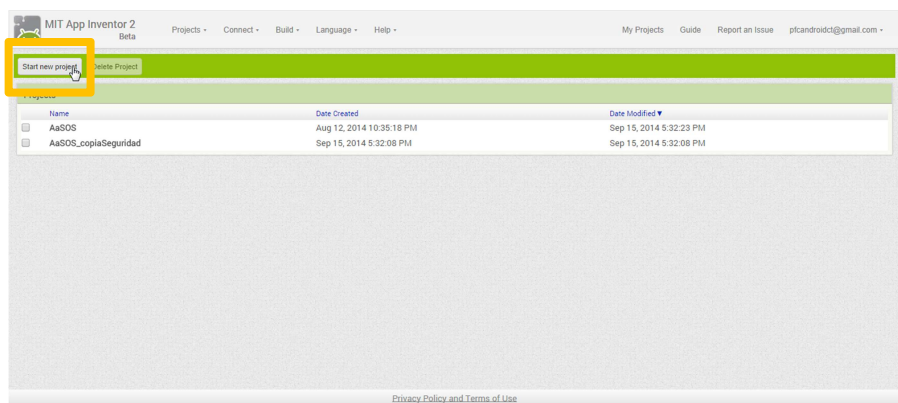 MIT App Inventor 2
Beta
Projects Connect Build Language Help My Projects Guide Report an Issue pfcandroidct@gmail.com
Start new project Delete Project
Projects
Name Date Created Date Modified ▼
AaSOS Aug 12, 2014 10:35:18 PM Sep 15, 2014 5:32:23 PM
AaSOS_copiaSeguridad Sep 15, 2014 5:32:08 PM Sep 15, 2014 5:32:08 PM
Privacy Policy and Terms of Use